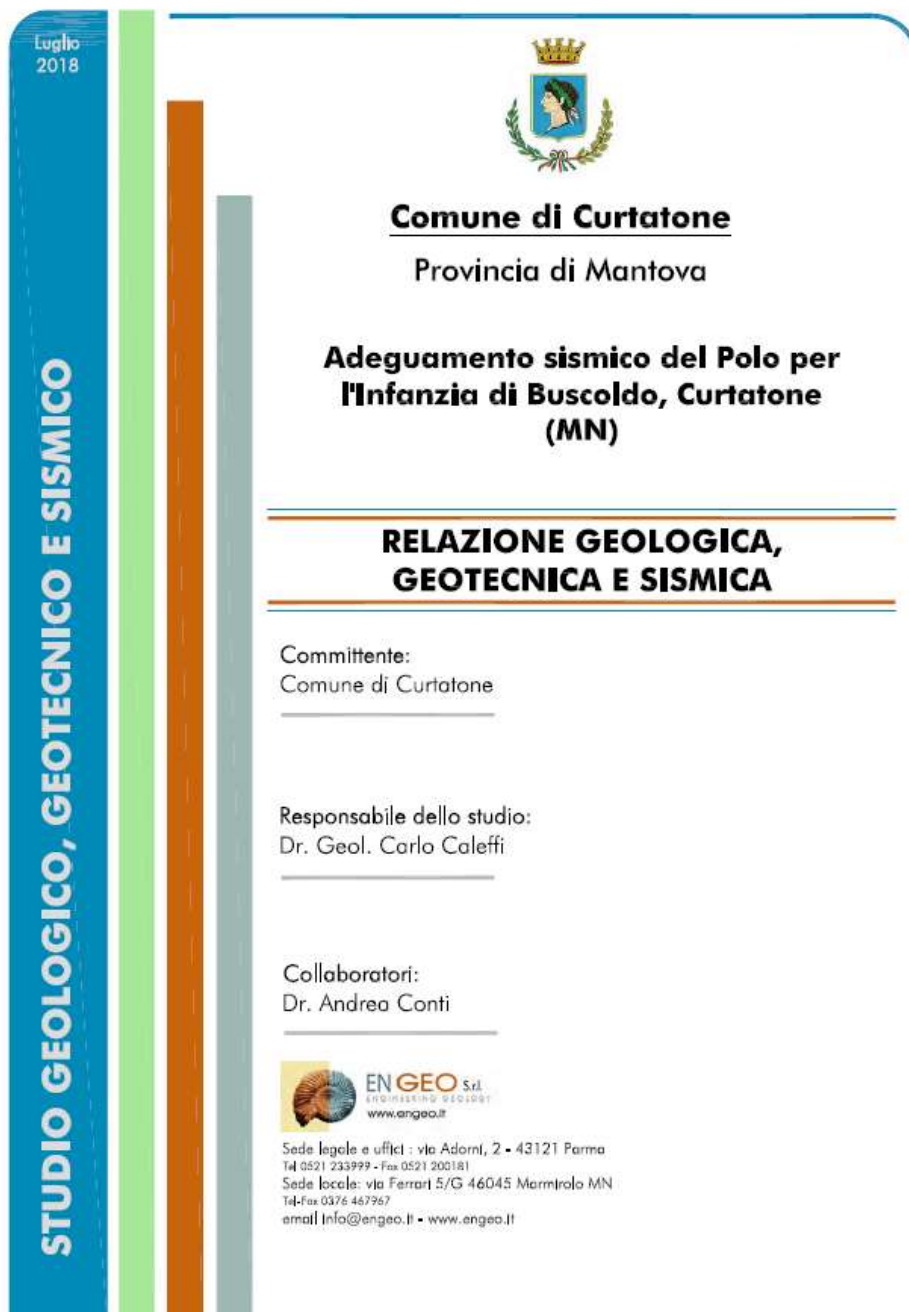 Luglio
2018
STUDIO GEOLOGICO, GEOTECNICO E SISMICO
Comune di Curtatone
Provincia di Mantova
Adeguamento sismico del Polo per
l'Infanzia di Buscoldo, Curtatone
(MN)
RELAZIONE GEOLOGICA,
GEOTECNICA E SISMICA
Committente:
Comune di Curtatone
Responsabile dello studio:
Dr. Geol. Carlo Caleffi
Collaboratori:
Dr. Andrea Conti
ENGEO S.r.l.
ENGINEERING GEOLOGY
www.engeo.it
Sede legale e uffici : via Adorni, 2 - 43121 Parma
Tel 0521 233999 - Fax 0521 200181
Sede locale: via Ferrari 5/G 46045 Marmirolo MN
Tel-Fax 0376 467967
email info@engeo.it - www.engeo.it